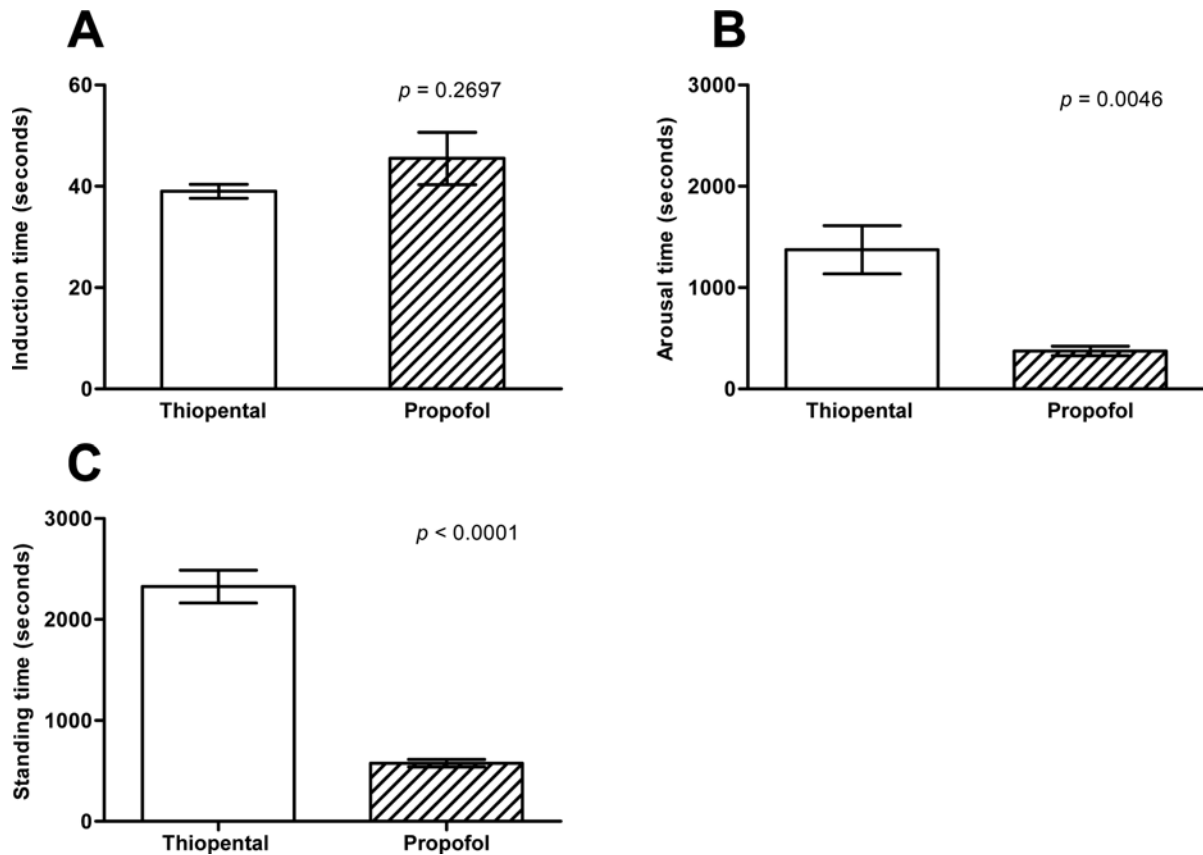 A
Induction time (seconds)
60
40
20
0
p = 0.2697
Thiopental Propofol
B
Arousal time (seconds)
3000
2000
1000
0
p = 0.0046
Thiopental Propofol
C
Standing time (seconds)
3000
2000
1000
0
p < 0.0001
Thiopental Propofol